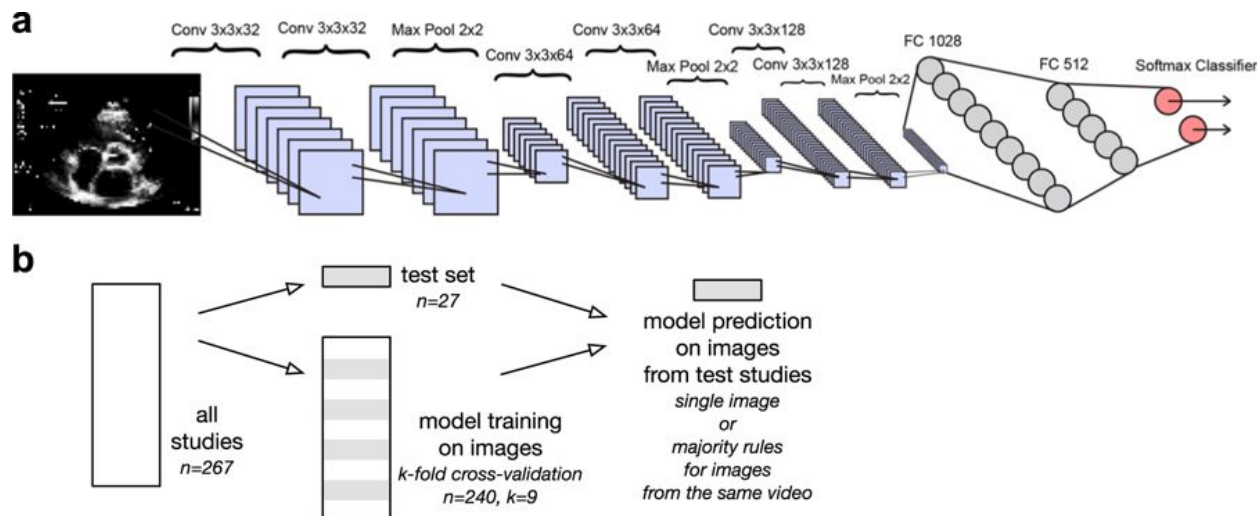 a
Conv 3x3x32
Conv 3x3x32
Max Pool 2x2
Conv 3x3x64
Conv 3x3x64
Max Pool 2x2
Conv 3x3x128
Conv 3x3x128
Max Pool 2x2
FC 1028
FC 512
Softmax Classifier
b
all
studies
n=267
test set
n=27
model training
on images
k-fold cross-validation
n=240, k=9
model prediction
on images
from test studies
single image
or
majority rules
for images
from the same video